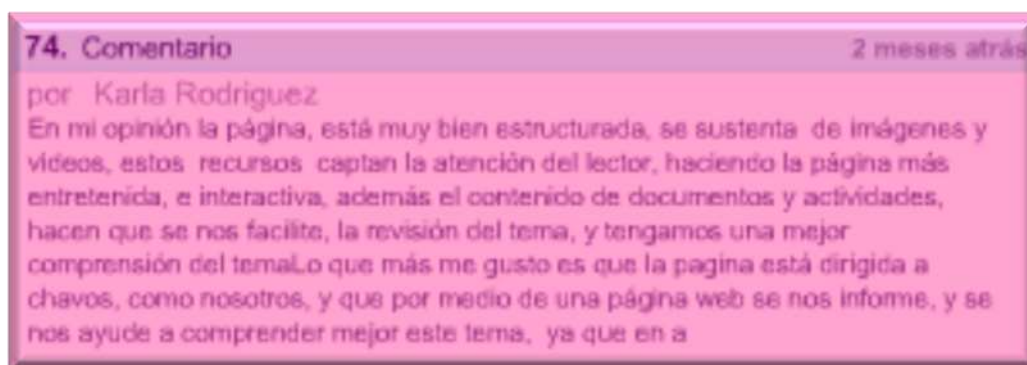 74. Comentario 2 meses atrás
por Karla Rodriguez
En mi opinión la página, está muy bien estructurada, se sustenta de imágenes y
videos, estos recursos captan la atención del lector, haciendo la página más
entretenida, e interactiva, además el contenido de documentos y actividades,
hacen que se nos facilite, la revisión del tema, y tengamos una mejor
comprensión del temaLo que más me gusto es que la pagina está dirigida a
chavos, como nosotros, y que por medio de una página web se nos informe, y se
nos ayude a comprender mejor este tema, ya que en a